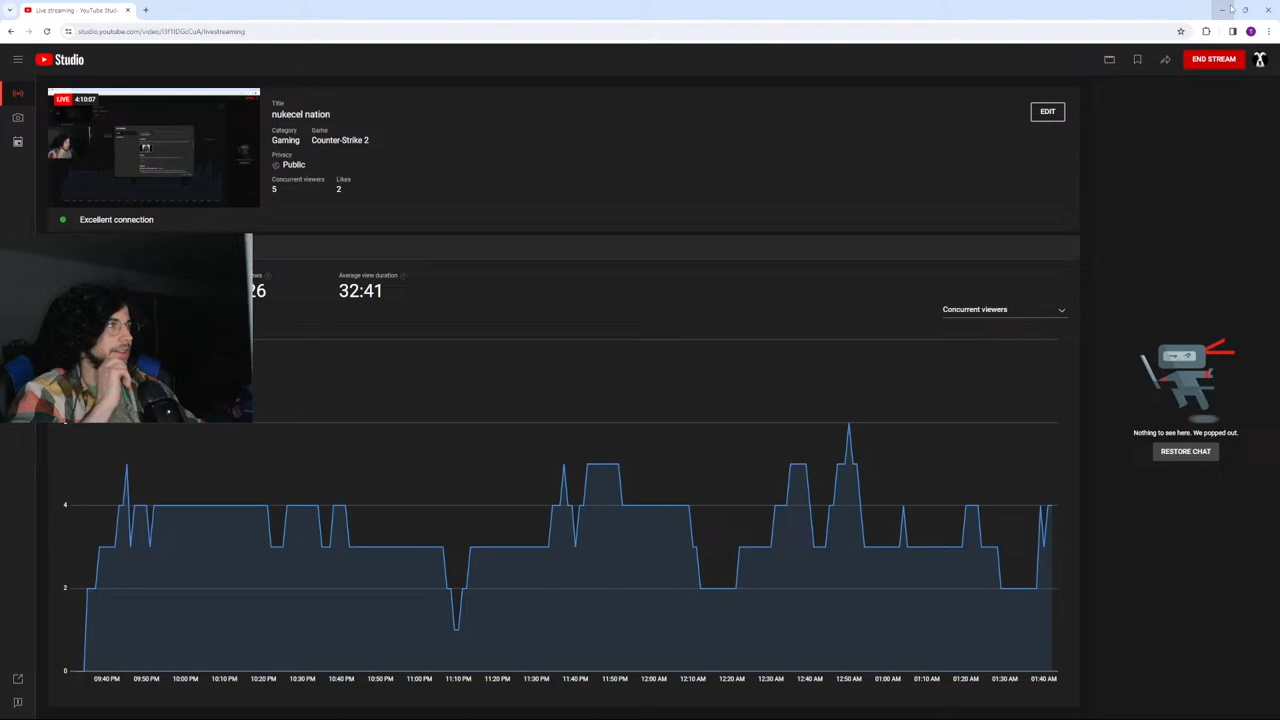 Live streaming - YouTube Stud
studio.youtube.com/video/l3f1IDGcCuA/livestreaming
T
Studio
END STREAM
LIVE 4:10:07
Title
nukecel nation
EDIT
Category Game
Gaming Counter-Strike 2
Privacy
Public
Concurrent viewers Likes
5 2
Excellent connection
Average view duration
26 32:41
Concurrent viewers
Nothing to see here. We popped out.
RESTORE CHAT
4
2
0
09:40 PM 09:50 PM 10:00 PM 10:10 PM 10:20 PM 10:30 PM 10:40 PM 10:50 PM 11:00 PM 11:10 PM 11:20 PM 11:30 PM 11:40 PM 11:50 PM 12:00 AM 12:10 AM 12:20 AM 12:30 AM 12:40 AM 12:50 AM 01:00 AM 01:10 AM 01:20 AM 01:30 AM 01:40 AM